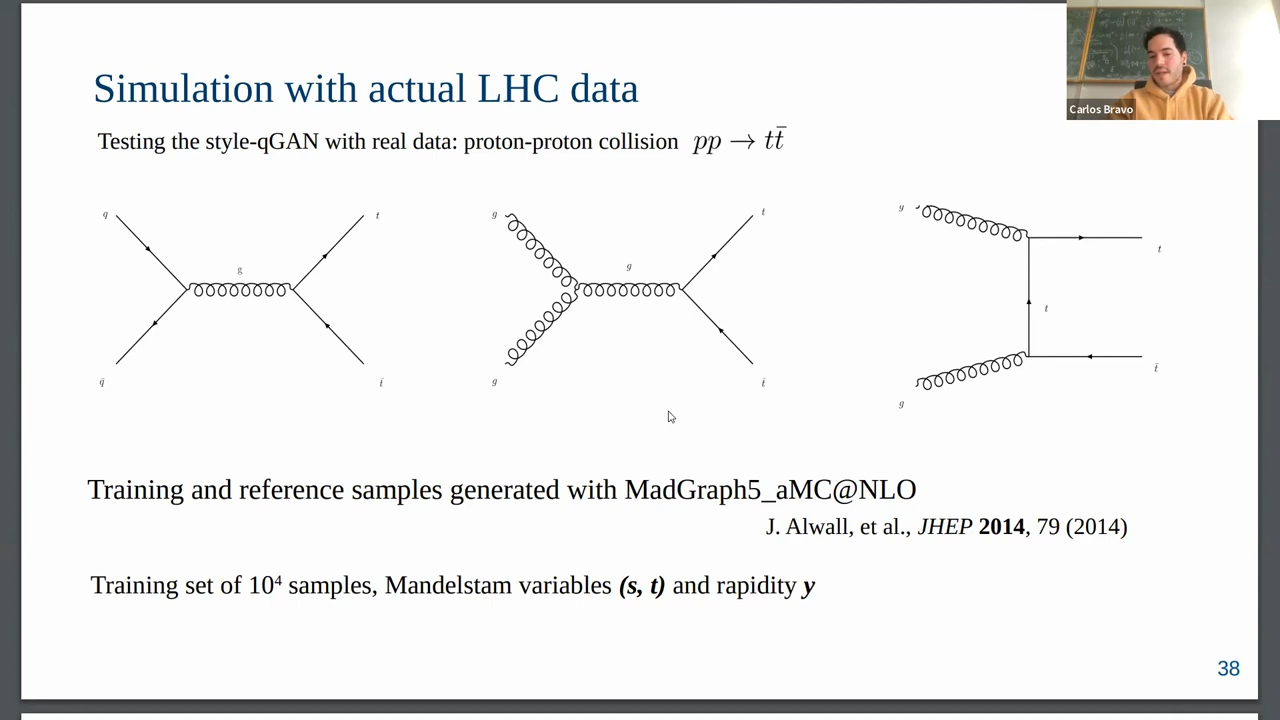 Simulation with actual LHC data
Carlos Bravo
Testing the style-qGAN with real data: proton-proton collision pp → tt̄
q
t
g
q̄
t̄
g
t
g
g
t̄
g
t
t
t̄
g
Training and reference samples generated with MadGraph5_aMC@NLO
J. Alwall, et al., JHEP 2014, 79 (2014)
Training set of 10⁴ samples, Mandelstam variables (s, t) and rapidity y
38